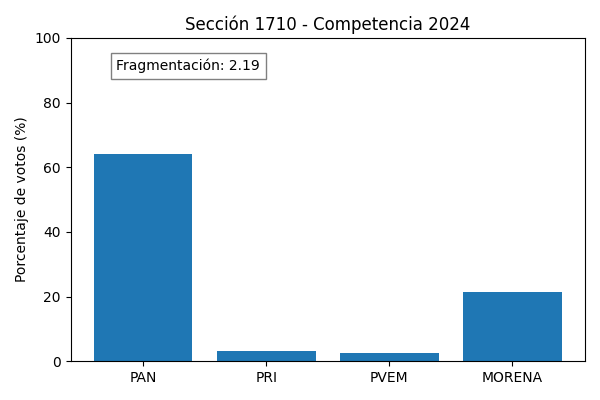 Sección 1710 - Competencia 2024
Fragmentación: 2.19
Porcentaje de votos (%)
100
80
60
40
20
0
PAN PRI PVEM MORENA